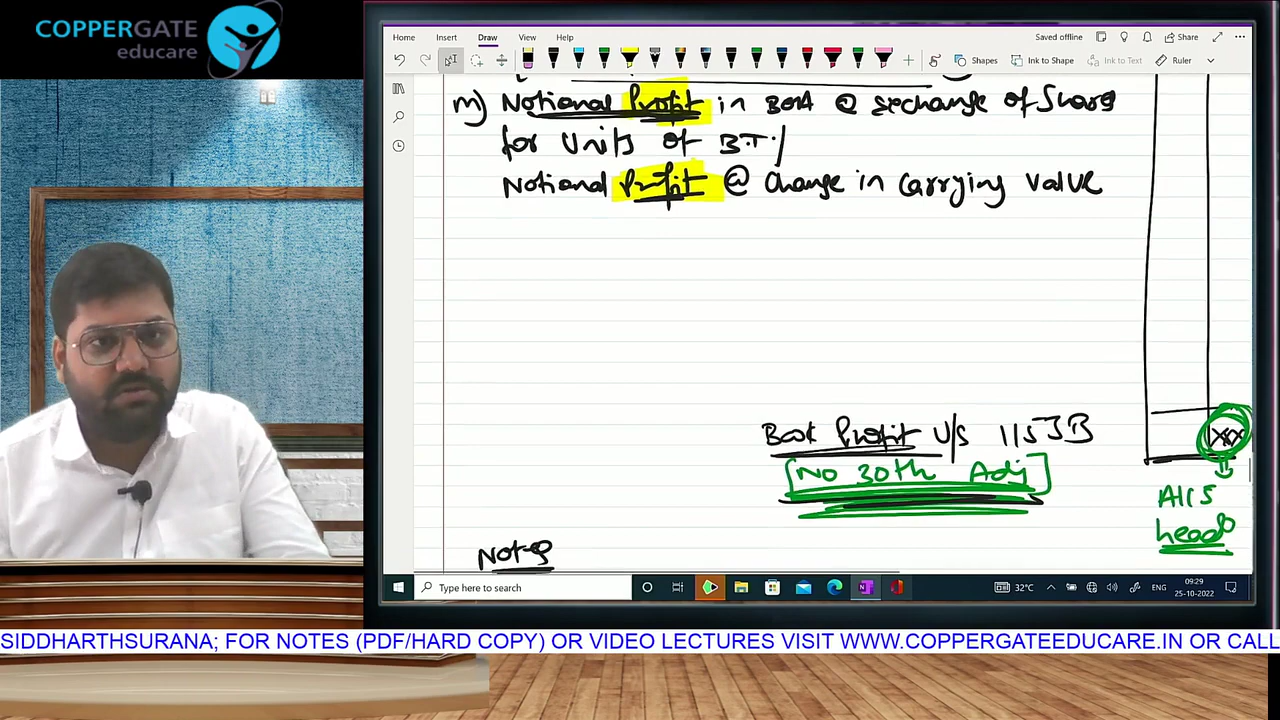 COPPERGATE
educare
Saved offline
Home Insert Draw View Help
Share
Shapes Ink to Shape Ink to Text Ruler
m) Notional Profit in Book @ exchange of Shares
for Units of B.T./
Notional Profit @ Change in Carrying Value
Book Profit U/s 115JB
XXX
[No 30th Adj]
All 5
heads
Notes
Type here to search
32°C
ENG
09:29
25-10-2022
SIDDHARTHSURANA; FOR NOTES (PDF/HARD COPY) OR VIDEO LECTURES VISIT WWW.COPPERGATEEDUCARE.IN OR CALL